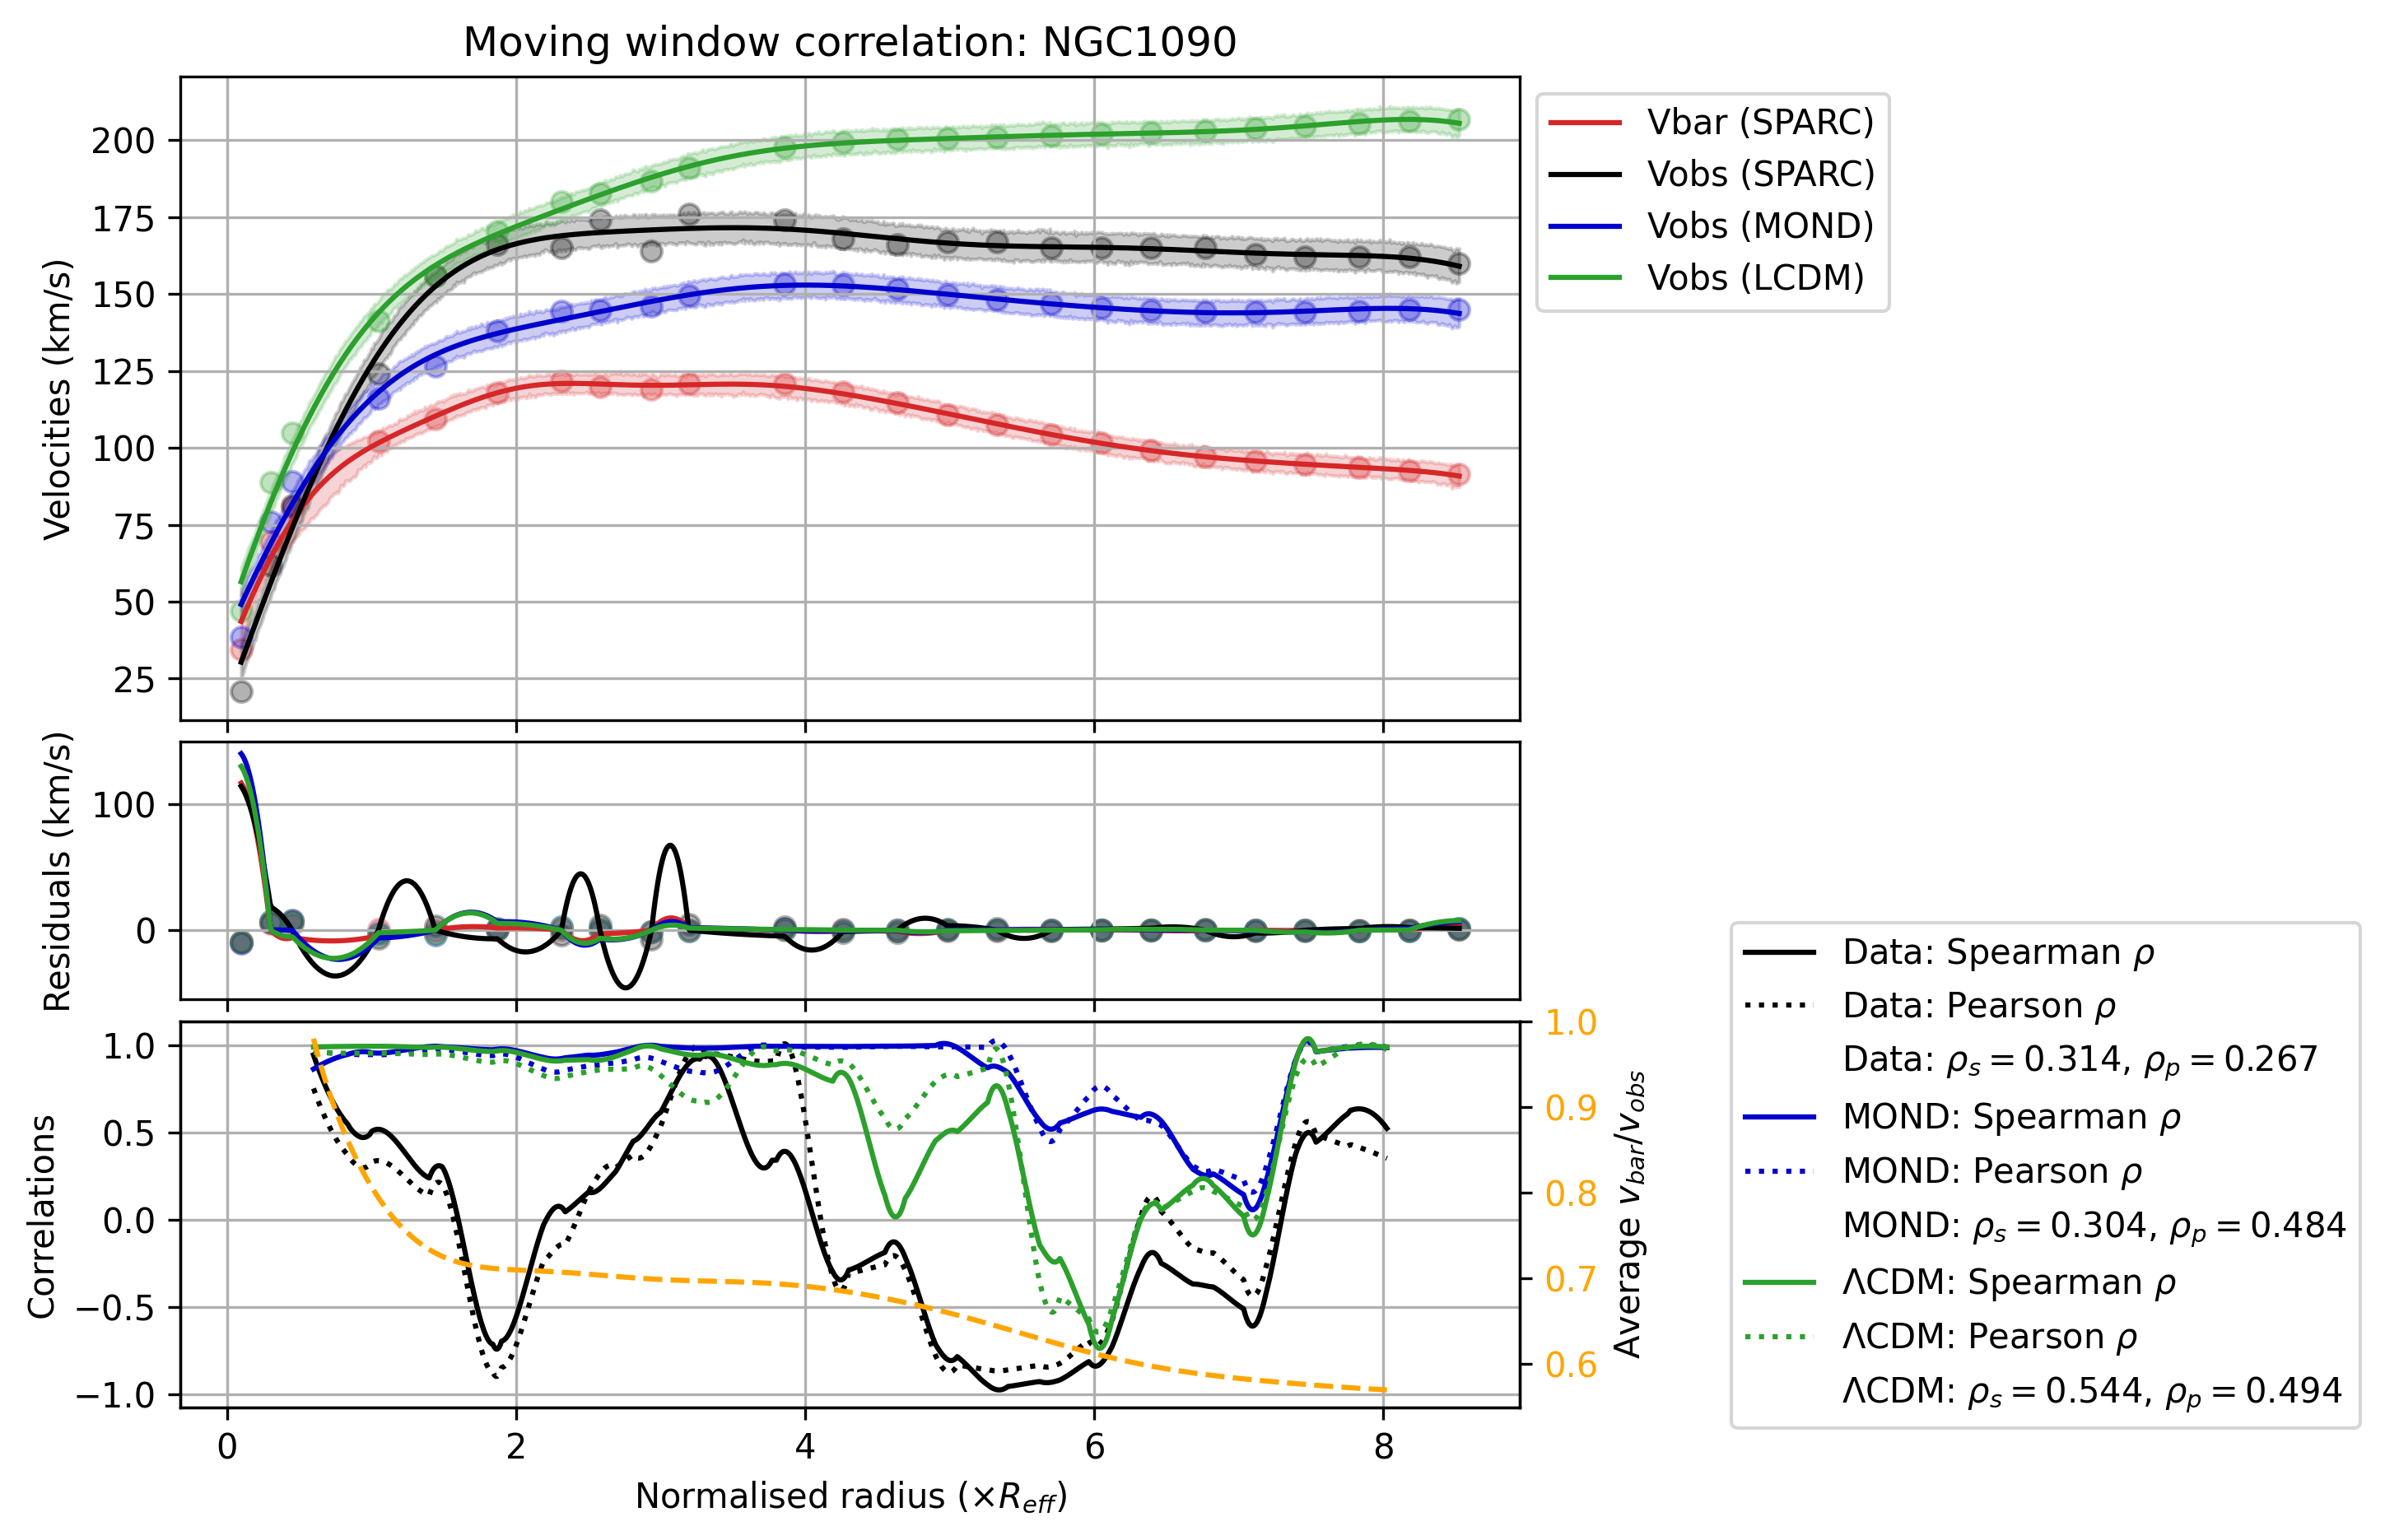 Moving window correlation: NGC1090
Velocities (km/s)
200
175
150
125
100
75
50
25
Vbar (SPARC)
Vobs (SPARC)
Vobs (MOND)
Vobs (LCDM)
Residuals (km/s)
100
0
Correlations
1.0
0.5
0.0
−0.5
−1.0
1.0
0.9
0.8
0.7
0.6
Average v_bar/v_obs
0 2 4 6 8
Normalised radius (×R_eff)
Data: Spearman ρ
Data: Pearson ρ
Data: ρ_s = 0.314, ρ_p = 0.267
MOND: Spearman ρ
MOND: Pearson ρ
MOND: ρ_s = 0.304, ρ_p = 0.484
ΛCDM: Spearman ρ
ΛCDM: Pearson ρ
ΛCDM: ρ_s = 0.544, ρ_p = 0.494